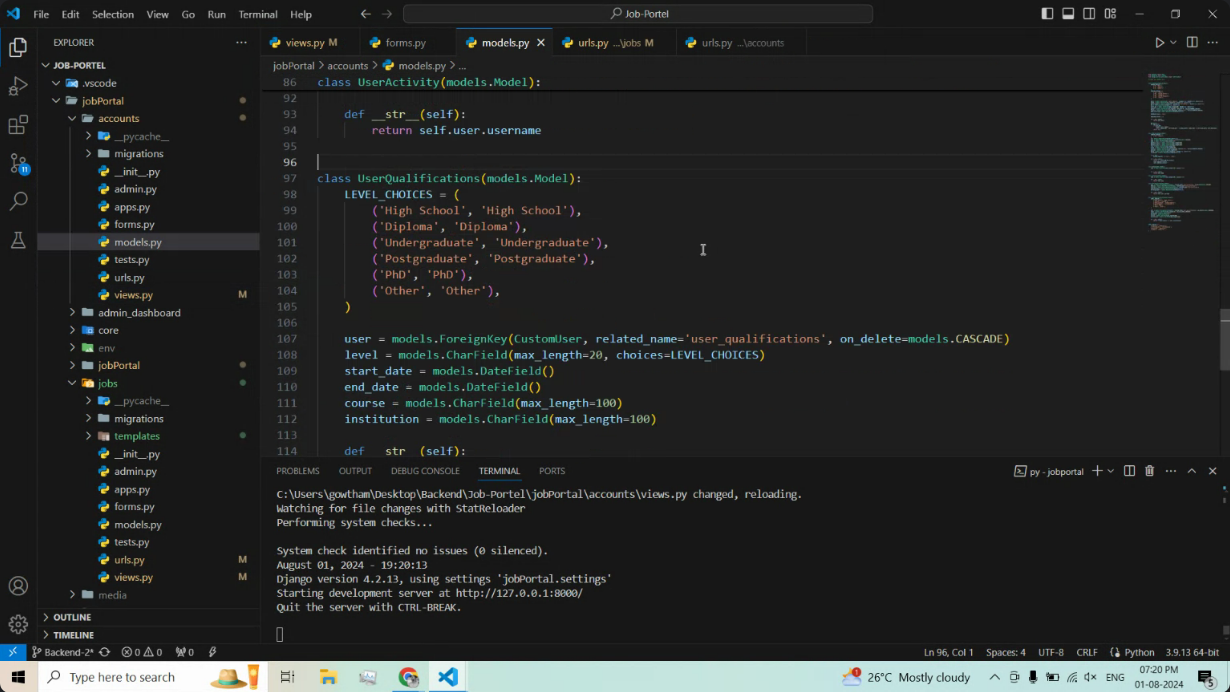 File Edit Selection View Go Run Terminal Help
Job-Portel
EXPLORER
JOB-PORTEL
.vscode
jobPortal
accounts
__pycache__
migrations
__init__.py
admin.py
apps.py
forms.py
models.py
tests.py
urls.py
views.py M
admin_dashboard
core
env
jobPortal
jobs
__pycache__
migrations
templates
__init__.py
admin.py
apps.py
forms.py
models.py
tests.py
urls.py M
views.py M
media
OUTLINE
TIMELINE
11
views.py M forms.py models.py urls.py ...\jobs M urls.py ...\accounts
jobPortal > accounts > models.py > ...
86 class UserActivity(models.Model):
92
93 def __str__(self):
94 return self.user.username
95
96
97 class UserQualifications(models.Model):
98 LEVEL_CHOICES = (
99 ('High School', 'High School'),
100 ('Diploma', 'Diploma'),
101 ('Undergraduate', 'Undergraduate'),
102 ('Postgraduate', 'Postgraduate'),
103 ('PhD', 'PhD'),
104 ('Other', 'Other'),
105 )
106
107 user = models.ForeignKey(CustomUser, related_name='user_qualifications', on_delete=models.CASCADE)
108 level = models.CharField(max_length=20, choices=LEVEL_CHOICES)
109 start_date = models.DateField()
110 end_date = models.DateField()
111 course = models.CharField(max_length=100)
112 institution = models.CharField(max_length=100)
113
114 def __str__(self):
PROBLEMS OUTPUT DEBUG CONSOLE TERMINAL PORTS
py - jobportal
C:\Users\gowtham\Desktop\Backend\Job-Portel\jobPortal\accounts\views.py changed, reloading.
Watching for file changes with StatReloader
Performing system checks...
System check identified no issues (0 silenced).
August 01, 2024 - 19:20:13
Django version 4.2.13, using settings 'jobPortal.settings'
Starting development server at http://127.0.0.1:8000/
Quit the server with CTRL-BREAK.
Backend-2* 0 0 0 Ln 96, Col 1 Spaces: 4 UTF-8 CRLF Python 3.9.13 64-bit
Type here to search 26°C Mostly cloudy ENG 07:20 PM
01-08-2024 5